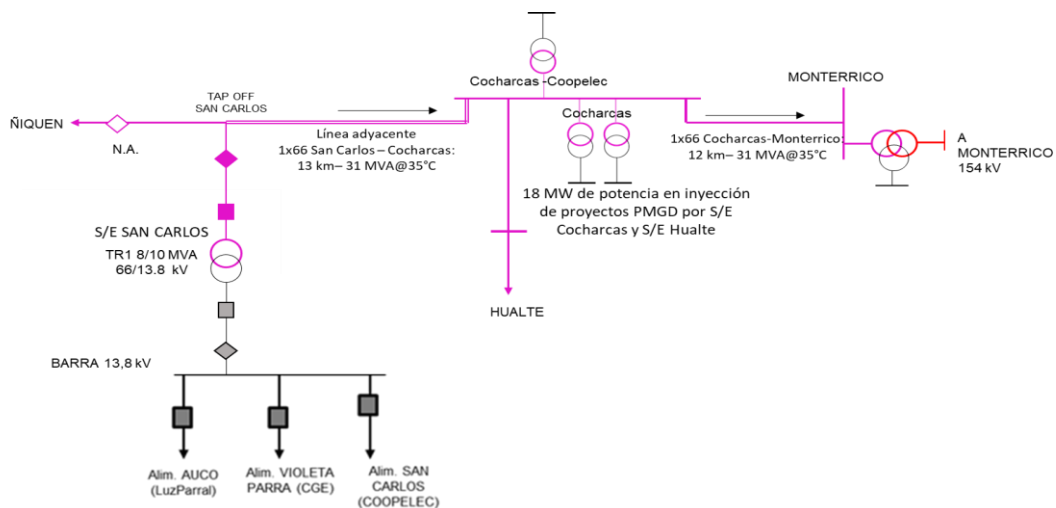 Cocharcas -Coopelec
MONTERRICO
TAP OFF
SAN CARLOS
ÑIQUEN
N.A.
Línea adyacente
1x66 San Carlos – Cocharcas:
13 km– 31 MVA@35°C
Cocharcas
1x66 Cocharcas-Monterrico:
12 km– 31 MVA@35°C
A
MONTERRICO
154 kV
18 MW de potencia en inyección
de proyectos PMGD por S/E
Cocharcas y S/E Hualte
S/E SAN CARLOS
TR1 8/10 MVA
66/13.8 kV
HUALTE
BARRA 13,8 kV
Alim. AUCO
(LuzParral)
Alim. VIOLETA
PARRA (CGE)
Alim. SAN
CARLOS
(COOPELEC)